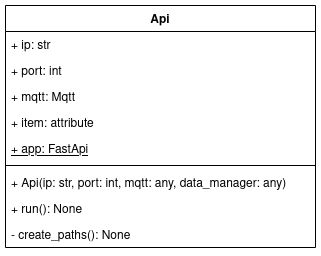 Api
+ ip: str
+ port: int
+ mqtt: Mqtt
+ item: attribute
+ app: FastApi
+ Api(ip: str, port: int, mqtt: any, data_manager: any)
+ run(): None
- create_paths(): None